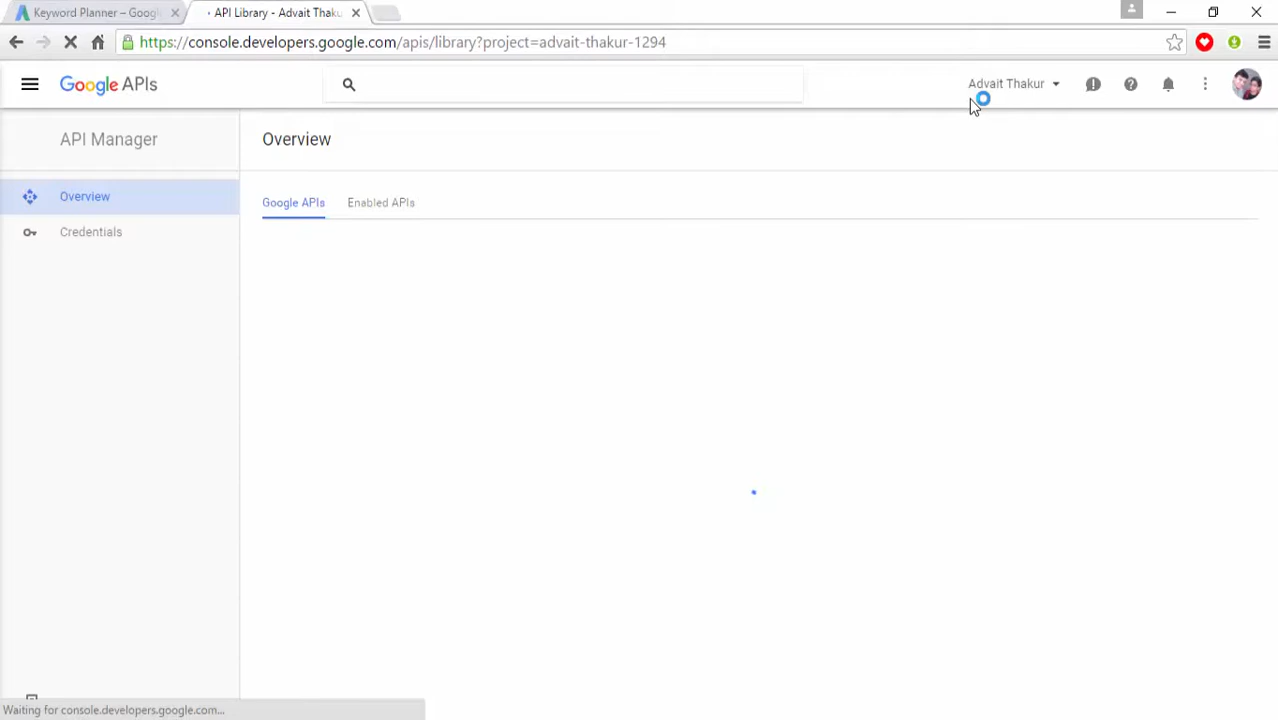 Keyword Planner – Goog
API Library - Advait Thaku
https://console.developers.google.com/apis/library?project=advait-thakur-1294
Google APIs
Advait Thakur
API Manager
Overview
Overview
Google APIs
Enabled APIs
Credentials
Waiting for console.developers.google.com...